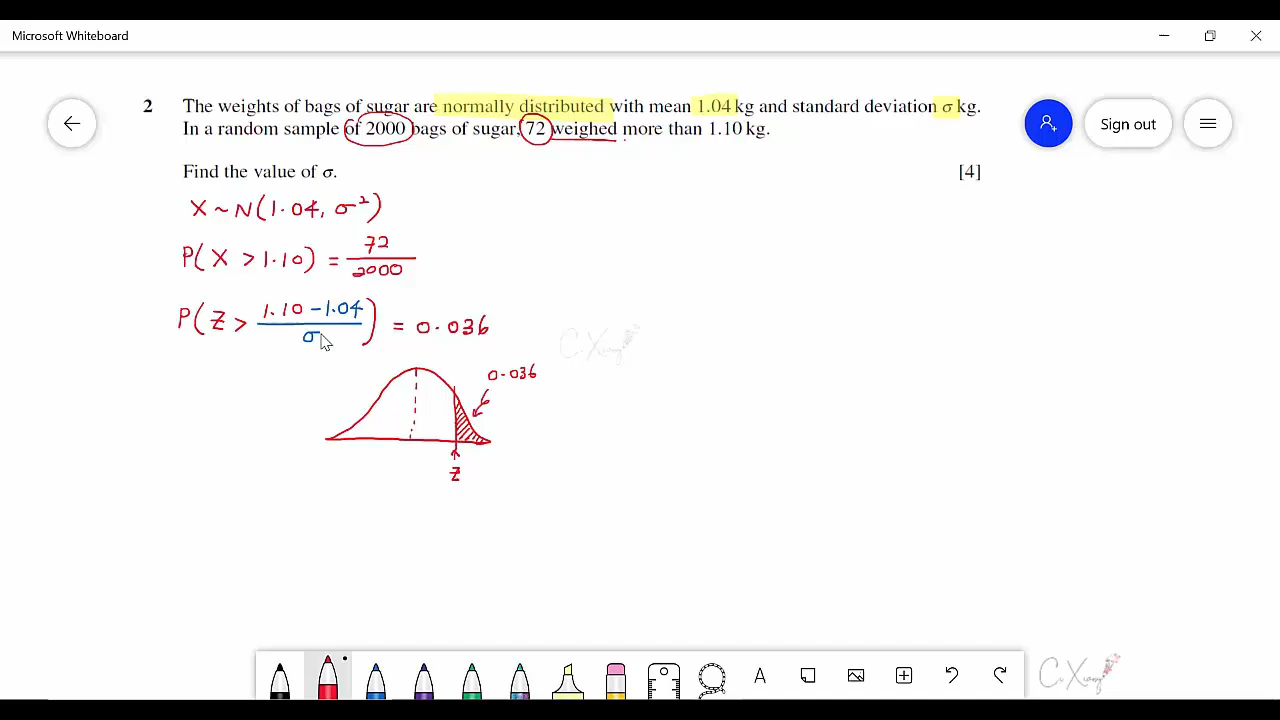 Microsoft Whiteboard
2 The weights of bags of sugar are normally distributed with mean 1.04 kg and standard deviation σ kg.
In a random sample of 2000 bags of sugar, 72 weighed more than 1.10 kg.
Sign out
Find the value of σ. [4]
X ~ N(1.04, σ²)
P(X > 1.10) = 72/2000
P(Z > (1.10 - 1.04)/σ) = 0.036
C.Xiang
0.036
Z
A
C.Xiang